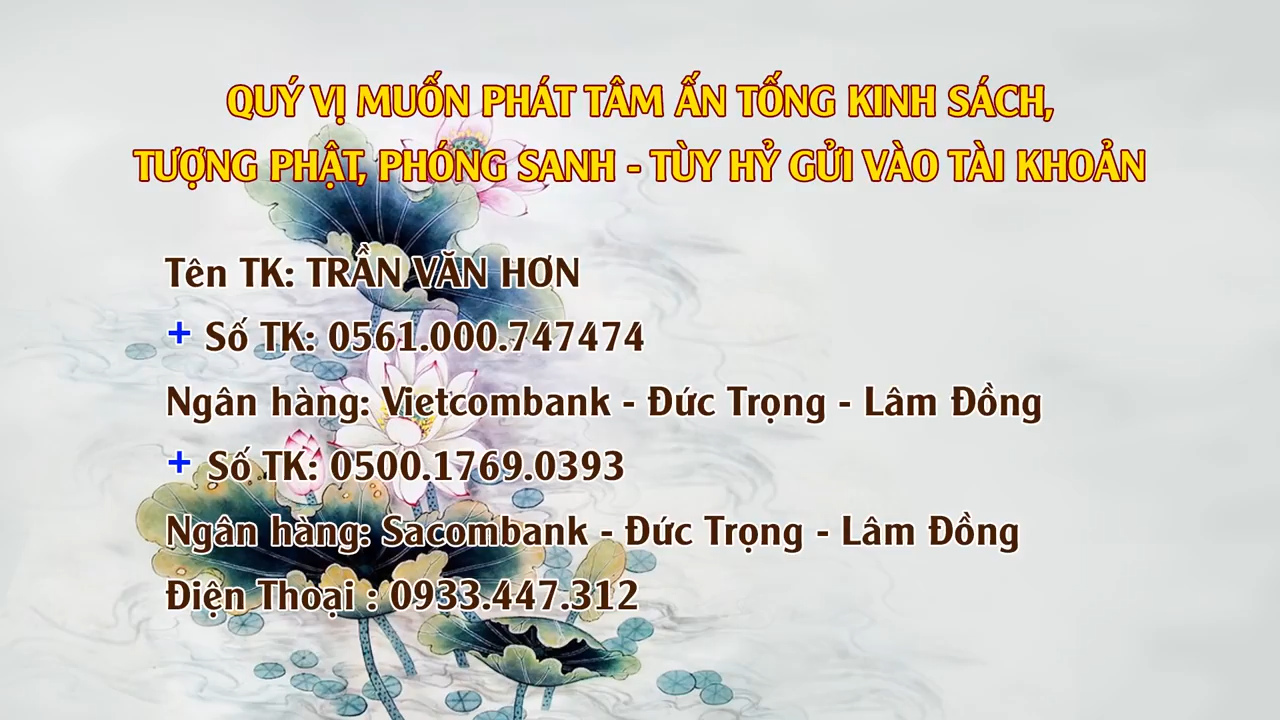 QUÝ VỊ MUỐN PHÁT TÂM ẤN TỐNG KINH SÁCH,
TƯỢNG PHẬT, PHÓNG SANH - TÙY HỶ GỬI VÀO TÀI KHOẢN
Tên TK: TRẦN VĂN HƠN
+ Số TK: 0561.000.747474
Ngân hàng: Vietcombank - Đức Trọng - Lâm Đồng
+ Số TK: 0500.1769.0393
Ngân hàng: Sacombank - Đức Trọng - Lâm Đồng
Điện Thoại : 0933.447.312